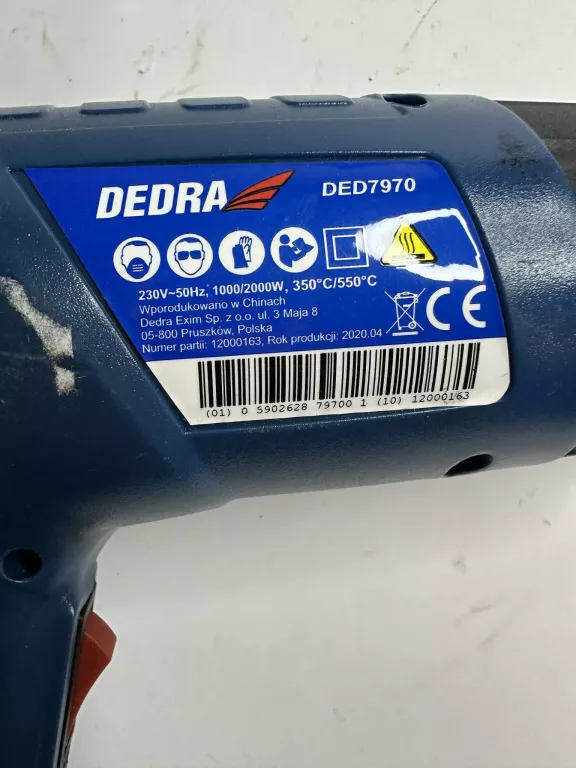 DEDRA
DED7970
230V~50Hz, 1000/2000W, 350°C/550°C
Wporodukowano w Chinach
Dedra Exim Sp. z o.o. ul. 3 Maja 8
05-800 Pruszków, Polska
Numer partii: 12000163, Rok produkcji: 2020.04
CE
(01) 0 5902628 79700 1 (10) 12000163